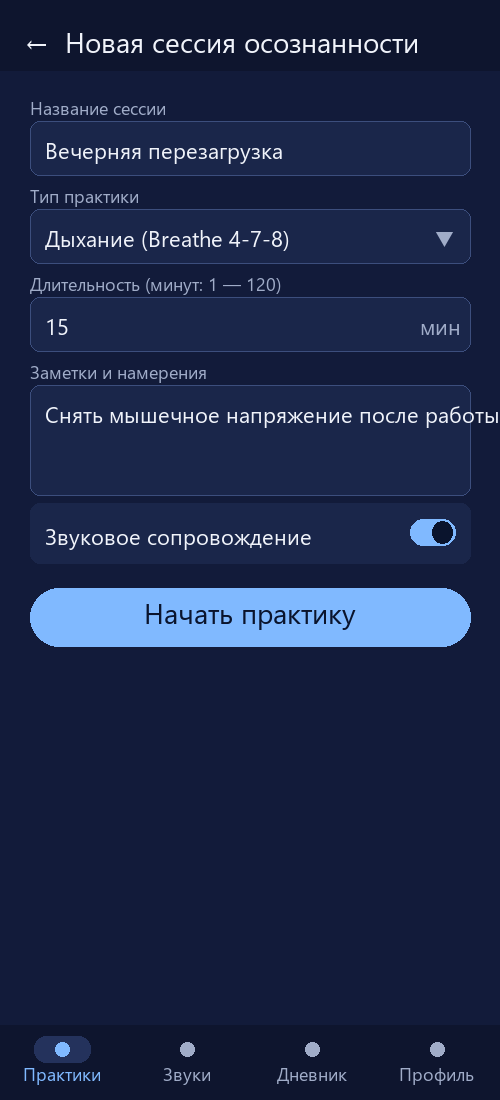 ← Новая сессия осознанности
Название сессии
Вечерняя перезагрузка
Тип практики
Дыхание (Breathe 4-7-8) ▼
Длительность (минут: 1 — 120)
15 мин
Заметки и намерения
Снять мышечное напряжение после работы
Звуковое сопровождение
Начать практику
Практики Звуки Дневник Профиль